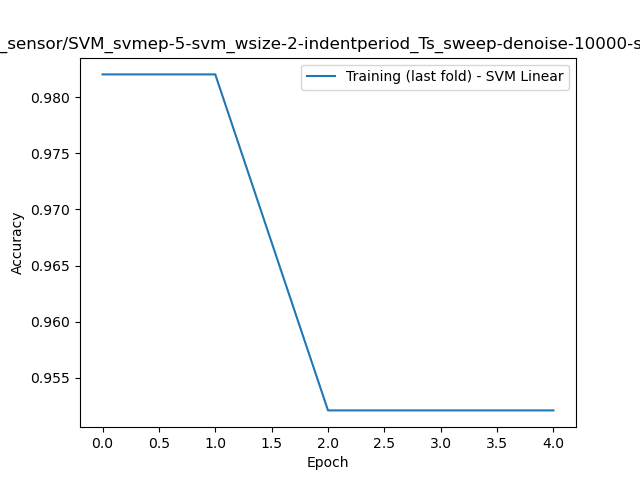 _sensor/SVM_svmep-5-svm_wsize-2-indentperiod_Ts_sweep-denoise-10000-s
Training (last fold) - SVM Linear
Accuracy
0.980
0.975
0.970
0.965
0.960
0.955
0.0 0.5 1.0 1.5 2.0 2.5 3.0 3.5 4.0
Epoch